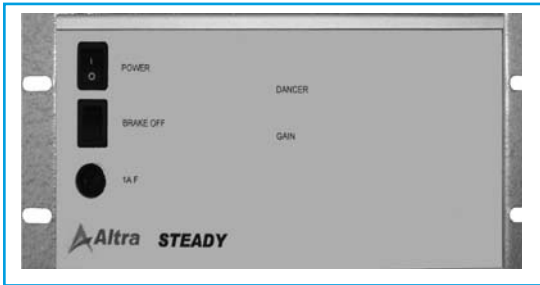 I
O
POWER
DANCER
BRAKE OFF
GAIN
1A F
Altra STEADY